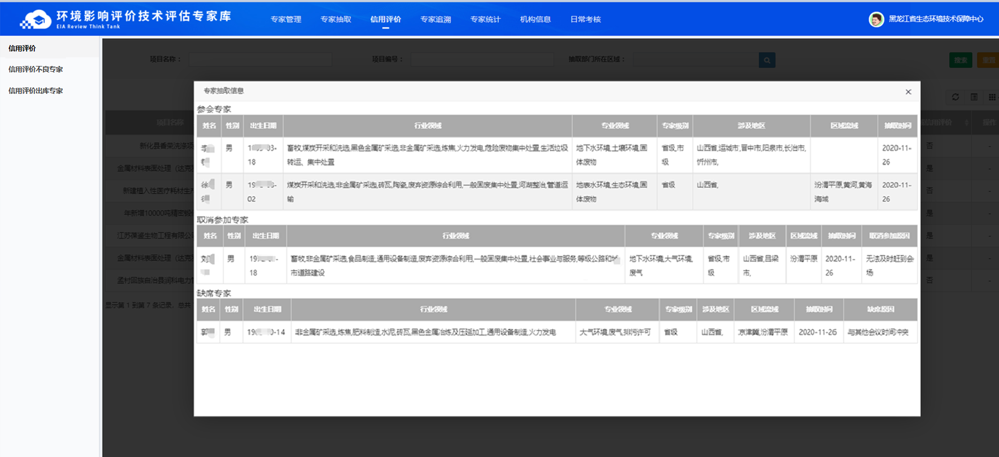 环境影响评价技术评估专家库
EIA Review Think Tank
专家管理 专家抽取 信用评价 专家追溯 专家统计 机构信息 日常考核
黑龙江省生态环境技术保障中心
信用评价
信用评价不良专家
信用评价出库专家
项目名称： 项目编号： 抽取部门所在区域： 搜索 重置
专家抽取信息
参会专家
姓名 性别 出生日期 行业领域 专业领域 专家级别 涉及地区 区域流域 抽取时间
李 男 畜牧,煤炭开采和洗选,黑色金属矿采选,非金属矿采选,炼焦,火力发电,危险废物集中处置,生活垃圾 地下水环境,土壤环境,固 省级,市 山西省,运城市,晋中市,阳泉市,长治市, 2020-11-
18 转运、集中处置 体废物 级 忻州市, 26
徐 男 煤炭开采和洗选,非金属矿采选,砖瓦,陶瓷,废弃资源综合利用,一般固废集中处置,河湖整治,管道运 地表水环境,生态环境,固 省级 山西省, 汾渭平原,黄河,黄海 2020-11-
02 输 体废物 海域 26
取消参加专家
姓名 性别 出生日期 行业领域 专业领域 专家级别 涉及地区 区域流域 抽取时间 取消参加原因
刘 男 畜牧,非金属矿采选,食品制造,通用设备制造,废弃资源综合利用,一般固废集中处置,社会事业与服务,等级公路和城 地下水环境,大气环境, 省级,市 山西省,吕梁 汾渭平原 2020-11- 无法及时赶到会
18 市道路建设 废气 级 市, 26 场
缺席专家
姓名 性别 出生日期 行业领域 专业领域 专家级别 涉及地区 区域流域 抽取时间 缺席原因
郭 男 非金属矿采选,炼焦,肥料制造,水泥,砖瓦,黑色金属冶炼及压延加工,通用设备制造,火力发电 大气环境,废气,排污许可 省级 山西省, 京津冀,汾渭平原 2020-11-26 与其他会议时间冲突
项目名称 信用评价 操作
新化县香荣洗涤项 否 -
金属材料表面处理（达克 是 -
新建植入性医疗耗材生产 否 -
年新增10000吨精密锻 是 -
江苏葆鉴生物工程有限公 是 -
金属材料表面处理（达克 是 -
孟村回族自治县润科电力 否 -
显示第 1 到第 7 条记录，总共